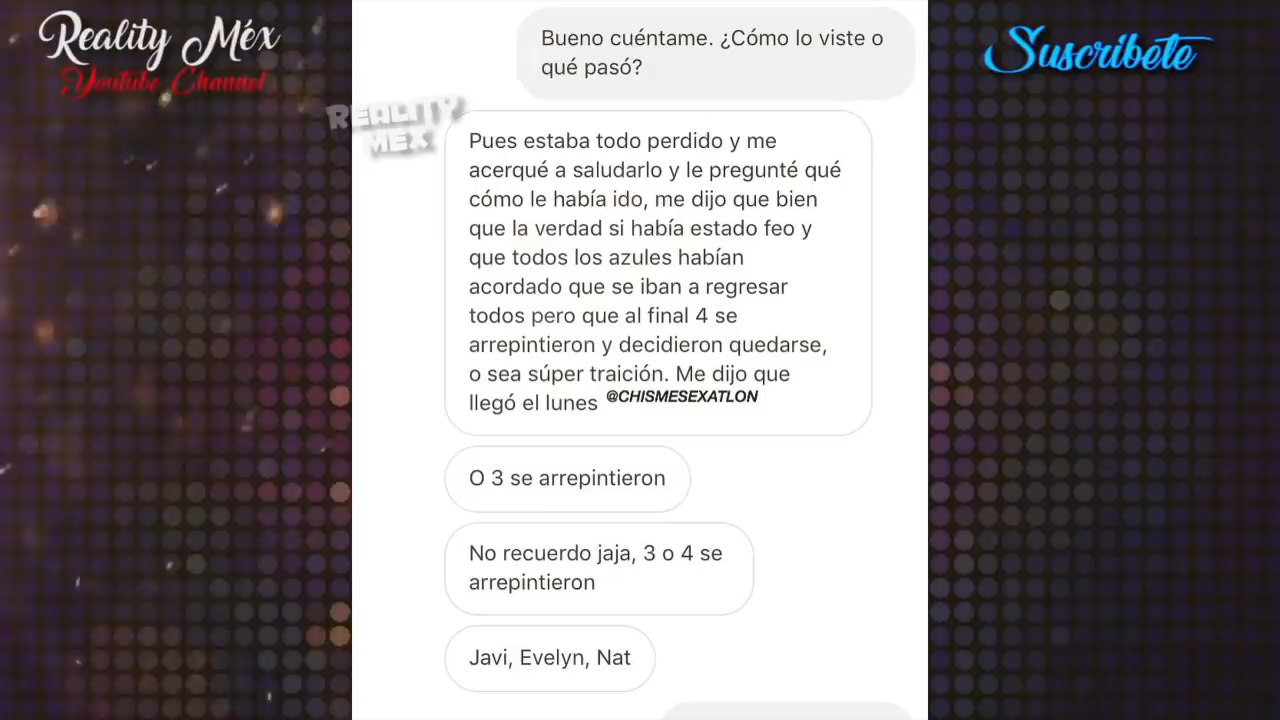 Reality Méx
Youtube Channel
Suscribete
REALITY
MEX
Bueno cuéntame. ¿Cómo lo viste o
qué pasó?
Pues estaba todo perdido y me
acerqué a saludarlo y le pregunté qué
cómo le había ido, me dijo que bien
que la verdad si había estado feo y
que todos los azules habían
acordado que se iban a regresar
todos pero que al final 4 se
arrepintieron y decidieron quedarse,
o sea súper traición. Me dijo que
llegó el lunes @CHISMESEXATLON
O 3 se arrepintieron
No recuerdo jaja, 3 o 4 se
arrepintieron
Javi, Evelyn, Nat